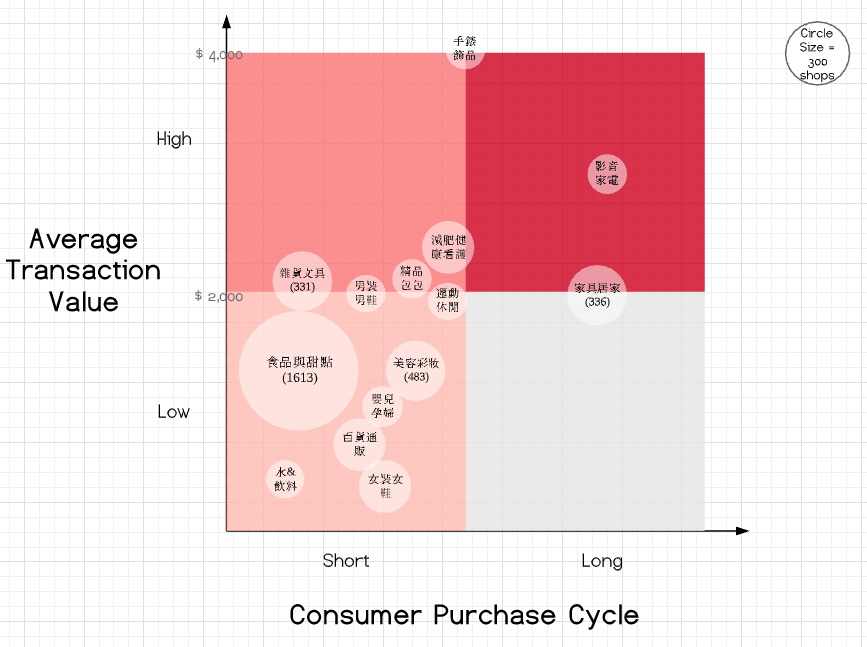 Circle
Size =
300
shops
手鍊
飾品
$ 4,000
High
影音
家電
Average
Transaction
Value
減肥健
康看護
雜貨文具
(331)
男裝
男鞋
精品
包包
運動
休閒
家具居家
(336)
$ 2,000
食品與甜點
(1613)
美容彩妝
(483)
嬰兒
孕婦
Low
百貨通
販
水&
飲料
女裝女
鞋
Short
Long
Consumer Purchase Cycle